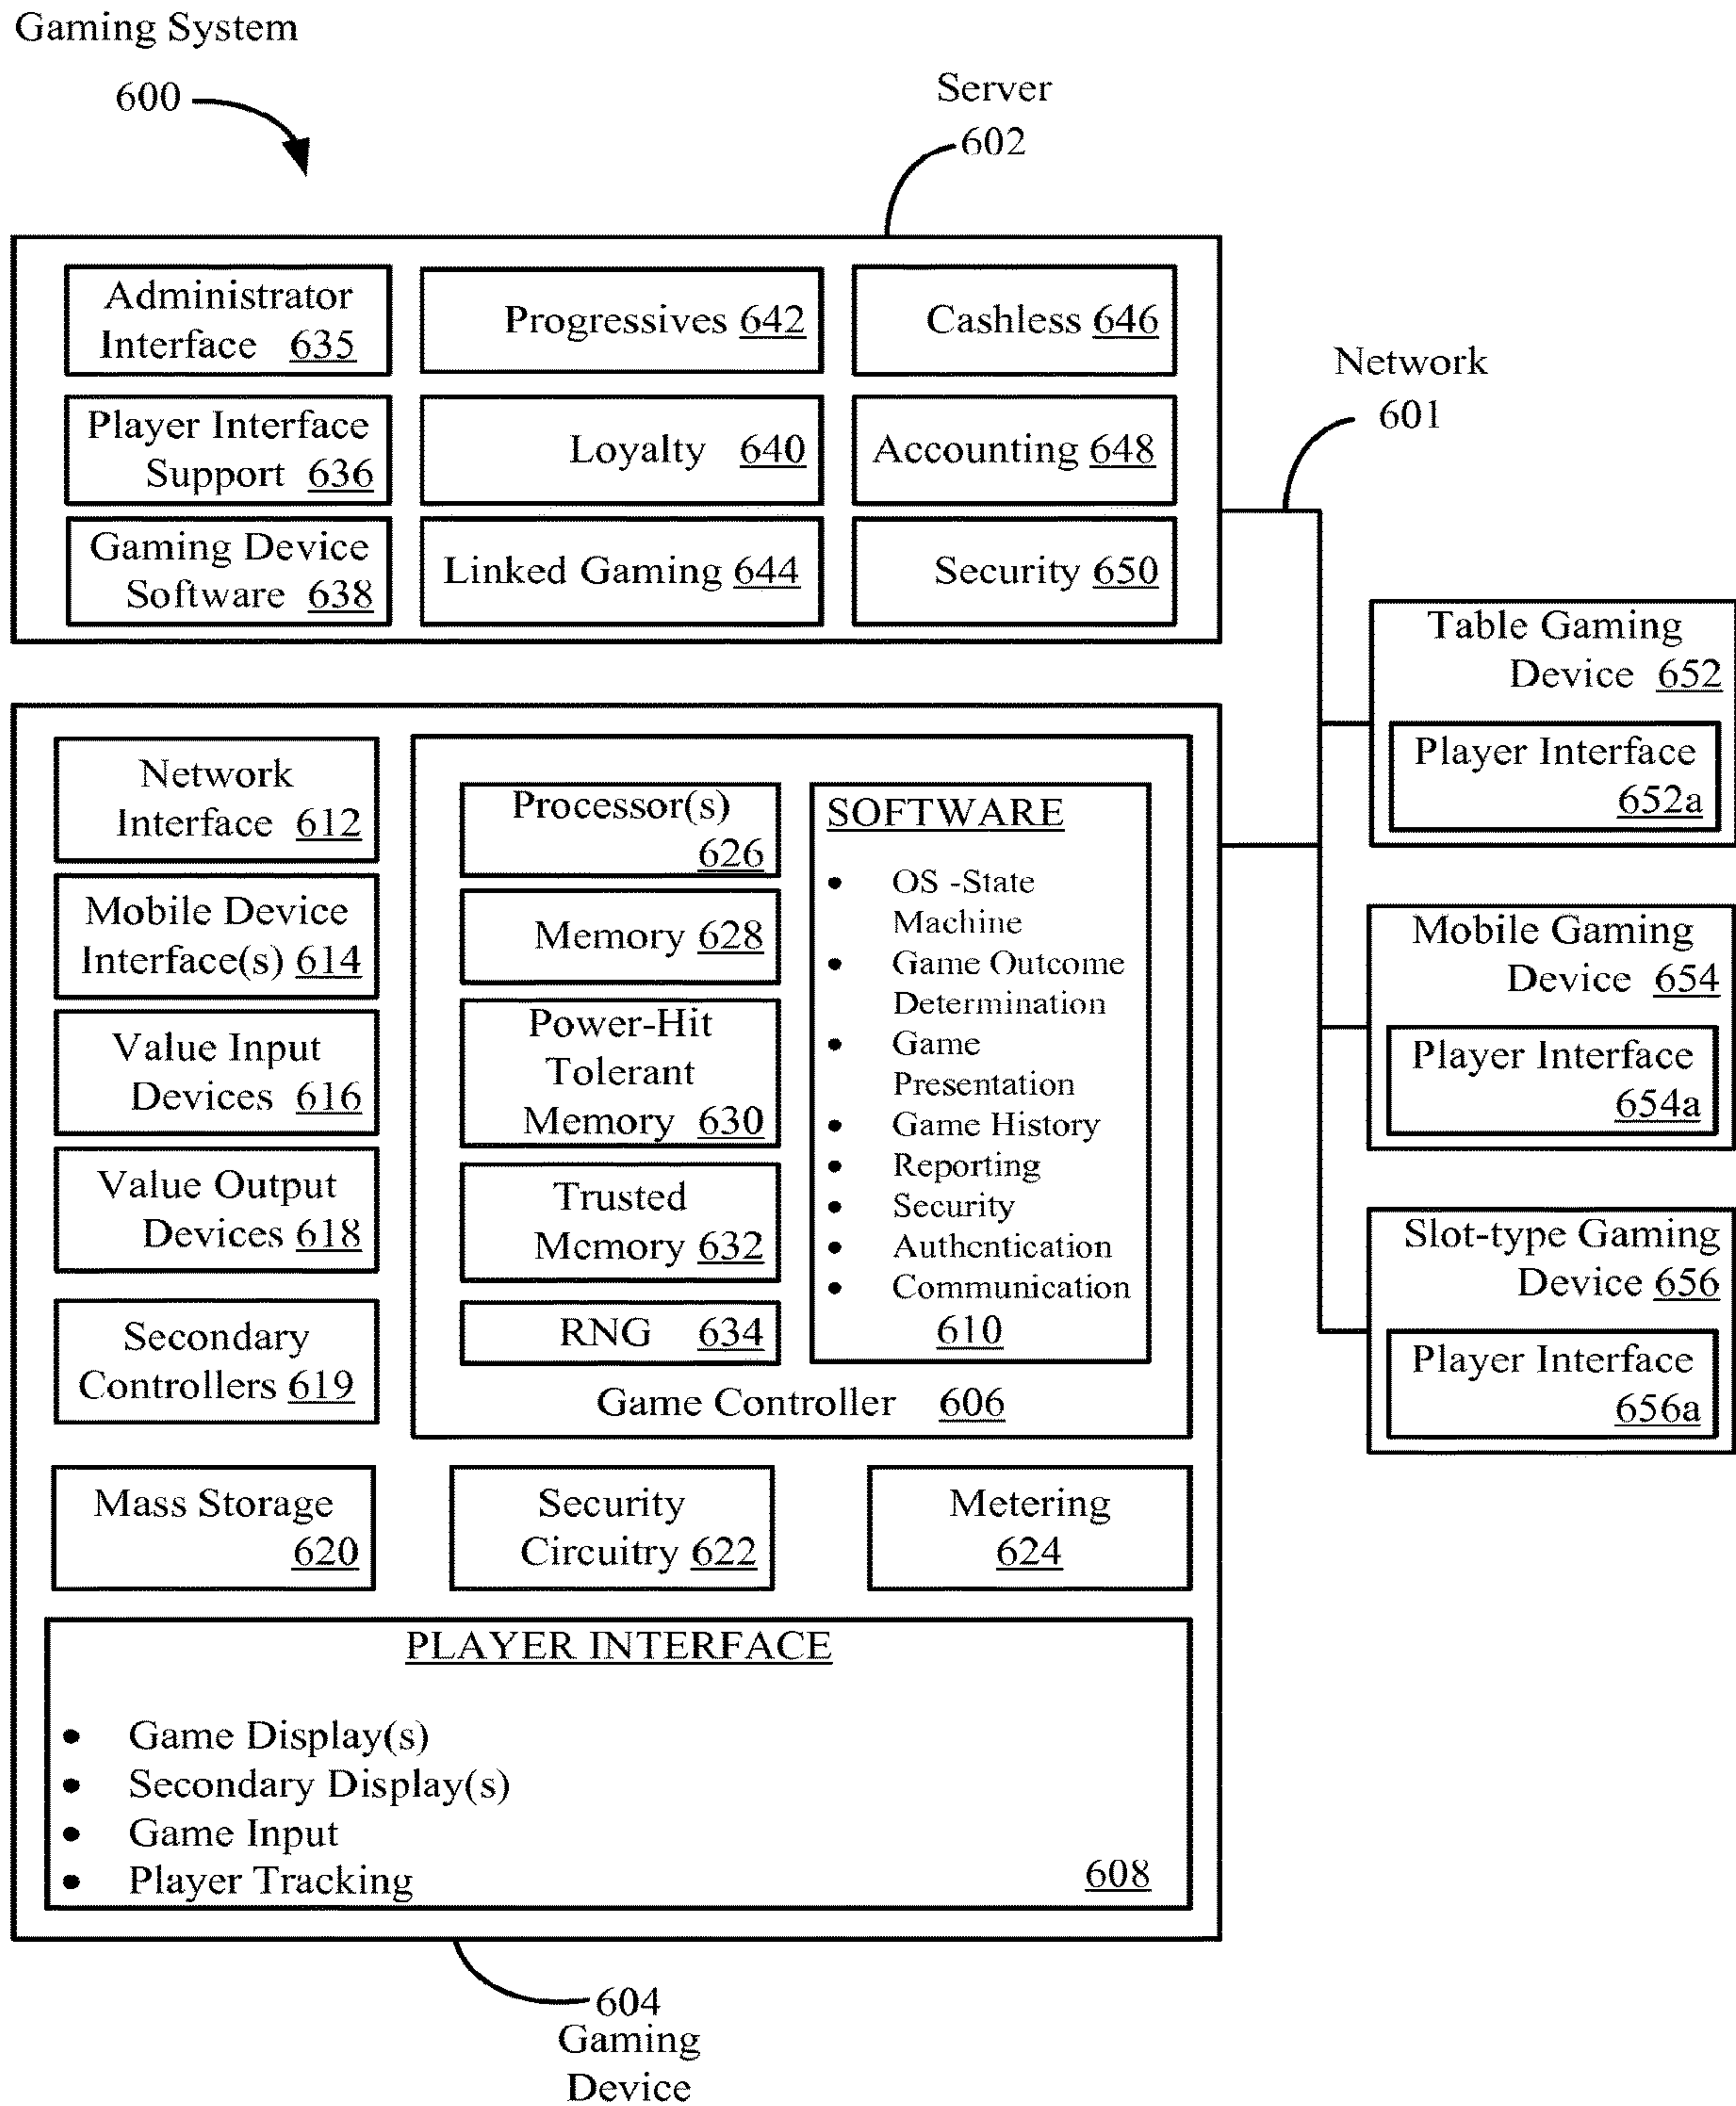 Gaming System
600
Server
602
Administrator
Interface 635
Progressives 642
Cashless 646
Player Interface
Support 636
Loyalty 640
Accounting 648
Gaming Device
Software 638
Linked Gaming 644
Security 650
Network
601
Table Gaming
Device 652
Player Interface
652a
Mobile Gaming
Device 654
Player Interface
654a
Slot-type Gaming
Device 656
Player Interface
656a
Network
Interface 612
Mobile Device
Interface(s) 614
Value Input
Devices 616
Value Output
Devices 618
Secondary
Controllers 619
Processor(s)
626
Memory 628
Power-Hit
Tolerant
Memory 630
Trusted
Memory 632
RNG 634
SOFTWARE
• OS -State
Machine
• Game Outcome
Determination
• Game
Presentation
• Game History
• Reporting
• Security
• Authentication
• Communication
610
Game Controller 606
Mass Storage
620
Security
Circuitry 622
Metering
624
PLAYER INTERFACE
• Game Display(s)
• Secondary Display(s)
• Game Input
• Player Tracking
608
604
Gaming
Device